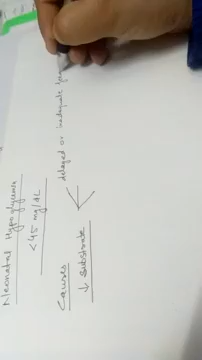 Neonatal Hypoglycemia
<45 mg/dL
Causes
↓ substrate
delayed or inadequate